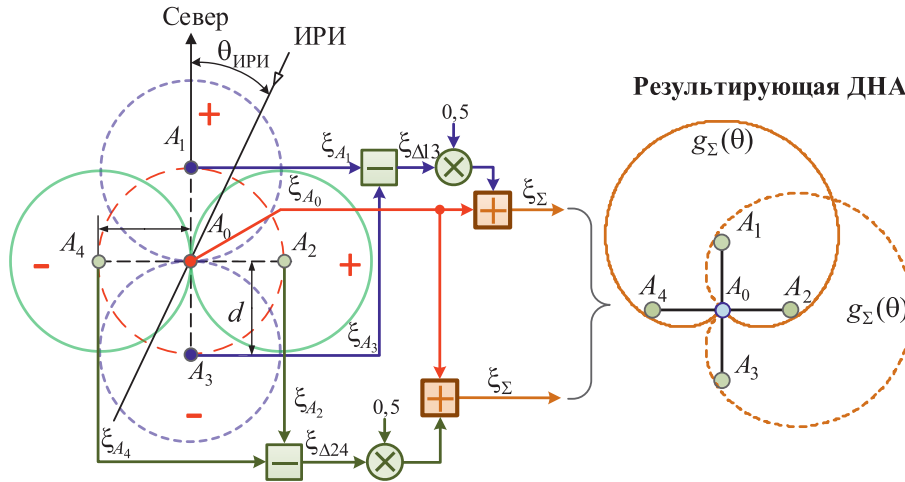 Север
ИРИ
θИРИ
+
A1
ξA1
ξΔ13
0,5
ξA0
A0
ξΣ
A4
-
A2
+
d
ξA3
A3
-
ξA2
ξΣ
0,5
ξA4
ξΔ24
Результирующая ДНА
gΣ(θ)
A1
A4
A0
A2
gΣ(θ)
A3